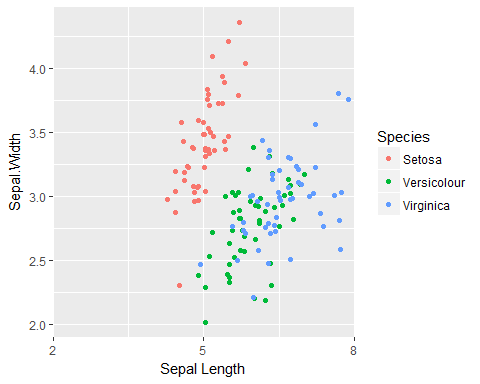 4.0
3.5
3.0
2.5
2.0
Sepal.Width
2 5 8
Sepal Length
Species
Setosa
Versicolour
Virginica